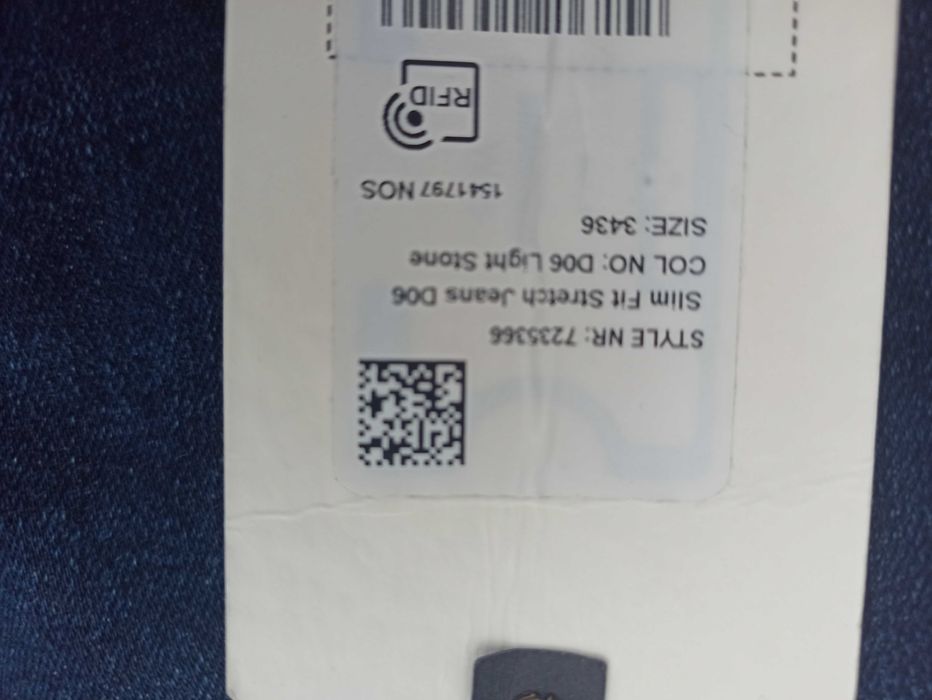 STYLE NR: 7235366
Slim Fit Stretch Jeans D06
COL NO: D06 Light Stone
SIZE: 3436
1541797 NOS
RFID